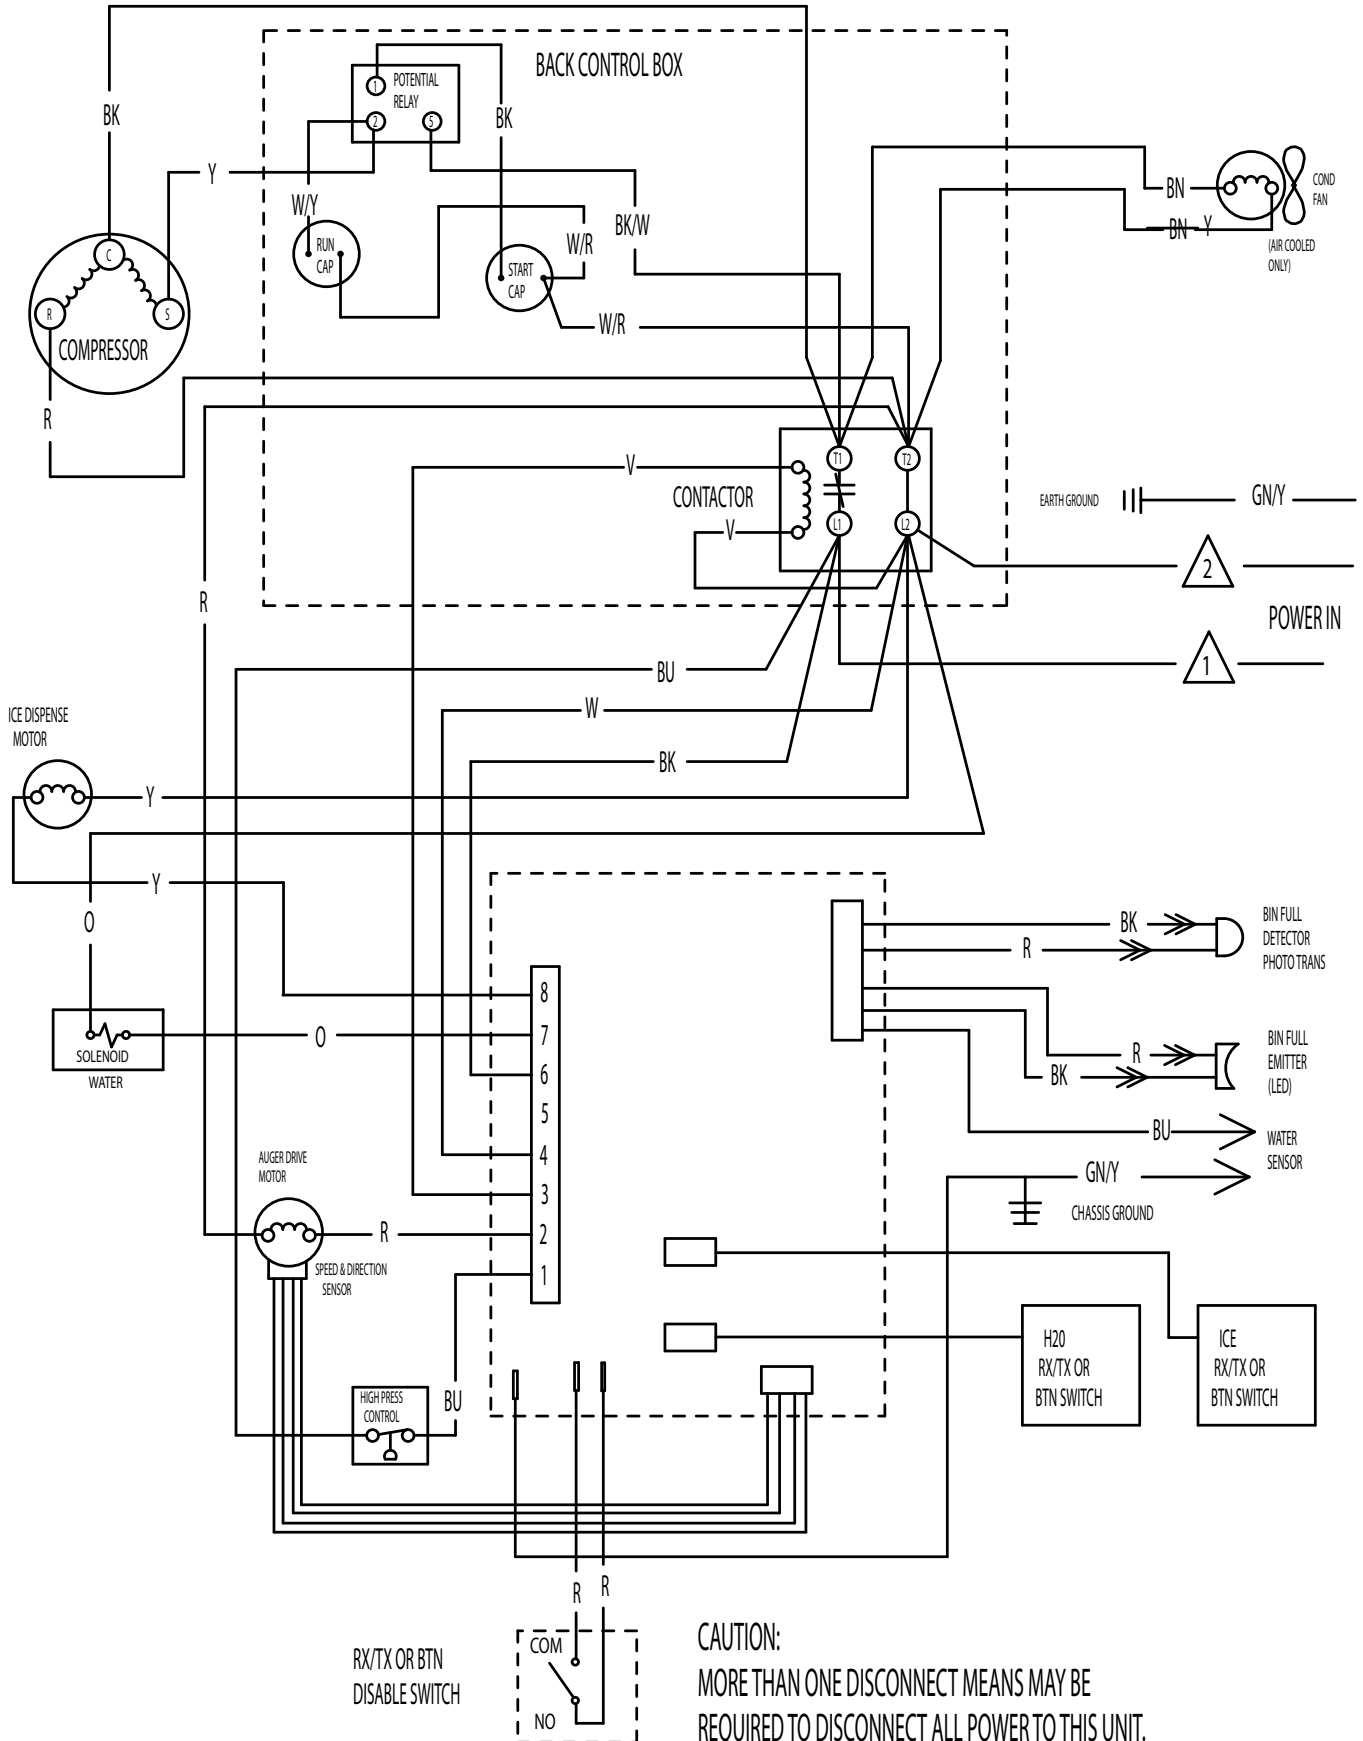 BACK CONTROL BOX
1
POTENTIAL
RELAY
2
5
BK
BK
Y
W/Y
RUN
CAP
W/R
BK/W
START
CAP
W/R
BN
BN
Y
COND
FAN
(AIR COOLED
ONLY)
C
R
S
COMPRESSOR
R
V
CONTACTOR
V
T1
T2
L1
L2
EARTH GROUND
GN/Y
2
POWER IN
1
R
BU
W
BK
ICE DISPENSE
MOTOR
Y
Y
O
SOLENOID
WATER
O
8
7
6
5
4
3
2
1
BK
R
BIN FULL
DETECTOR
PHOTO TRANS
R
BK
BIN FULL
EMITTER
(LED)
BU
WATER
SENSOR
GN/Y
CHASSIS GROUND
AUGER DRIVE
MOTOR
R
SPEED & DIRECTION
SENSOR
H20
RX/TX OR
BTN SWITCH
ICE
RX/TX OR
BTN SWITCH
HIGH PRESS
CONTROL
BU
R
R
RX/TX OR BTN
DISABLE SWITCH
COM
NO
CAUTION:
MORE THAN ONE DISCONNECT MEANS MAY BE
REQUIRED TO DISCONNECT ALL POWER TO THIS UNIT.